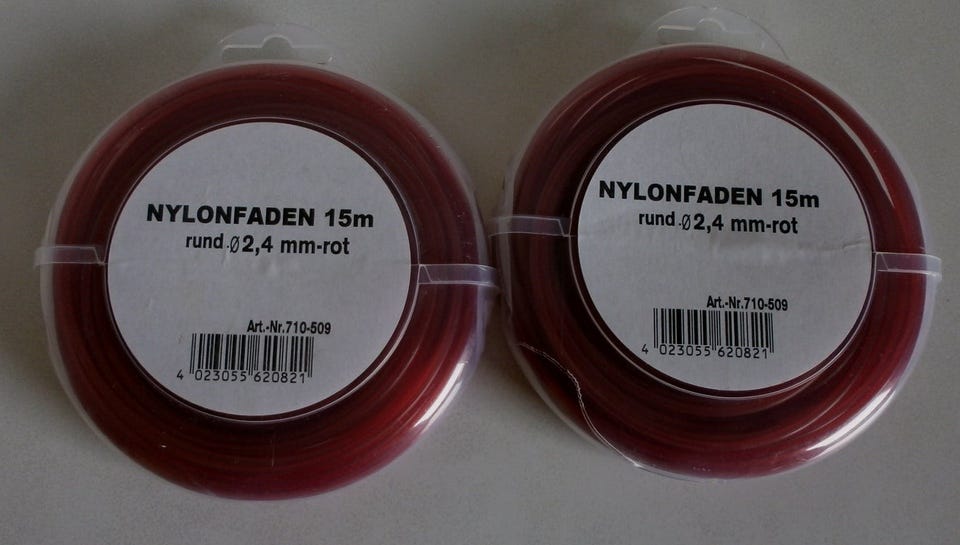 NYLONFADEN 15m
rund Ø2,4 mm-rot
Art.-Nr.710-509
4 023055 620821
NYLONFADEN 15m
rund Ø2,4 mm-rot
Art.-Nr.710-509
4 023055 620821